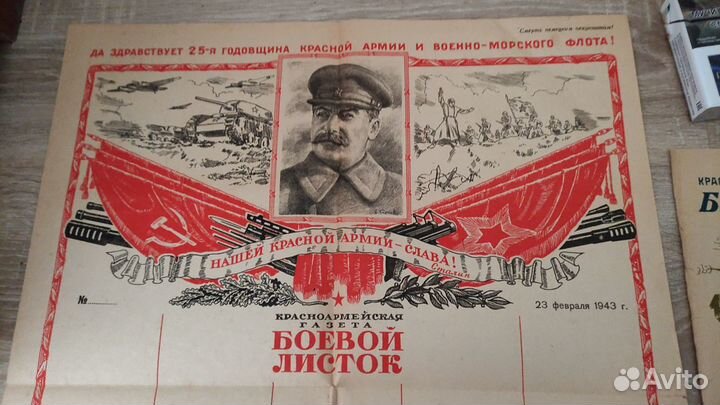 "Смерть немецким оккупантам!"
ДА ЗДРАВСТВУЕТ 25-я ГОДОВЩИНА КРАСНОЙ АРМИИ И ВОЕННО-МОРСКОГО ФЛОТА!
НАШЕЙ КРАСНОЙ АРМИИ – СЛАВА!
Сталин
№
23 февраля 1943 г.
КРАСНОАРМЕЙСКАЯ
ГАЗЕТА
БОЕВОЙ
ЛИСТОК
КРАС
Б
Avito